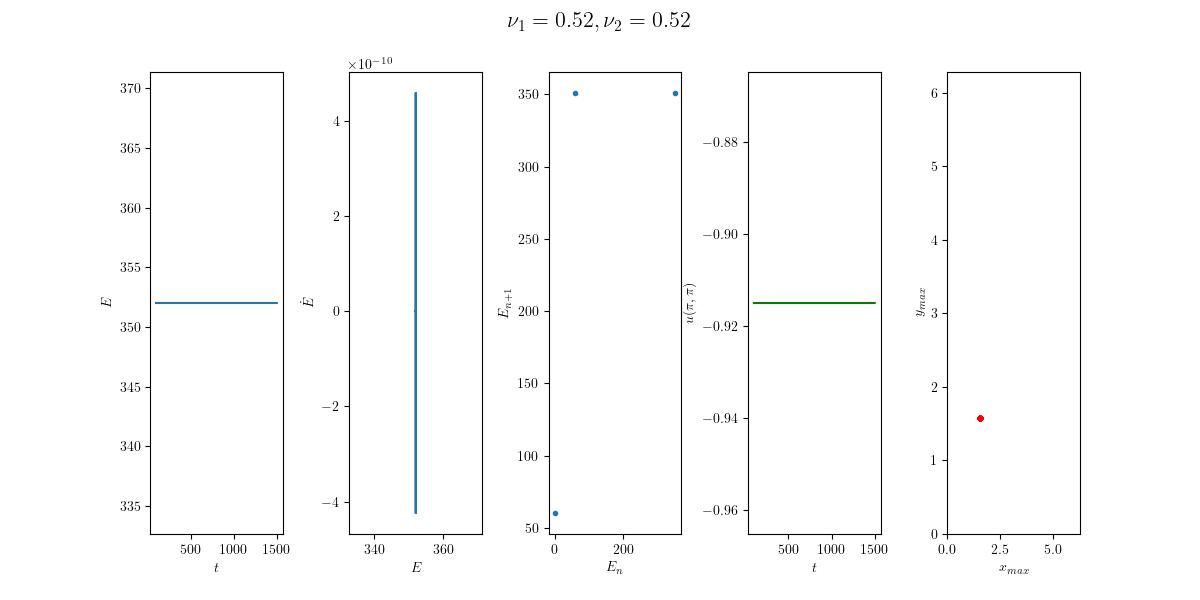 ν₁ = 0.52, ν₂ = 0.52
370
365
360
355
350
345
340
335
E
500 1000 1500
t
×10⁻¹⁰
4
2
0
−2
−4
Ė
340 360
E
350
300
250
200
150
100
50
Eₙ₊₁
0 200
Eₙ
−0.88
−0.90
−0.92
−0.94
−0.96
u(π, π)
500 1000 1500
t
6
5
4
3
2
1
0
y_max
0.0 2.5 5.0
x_max